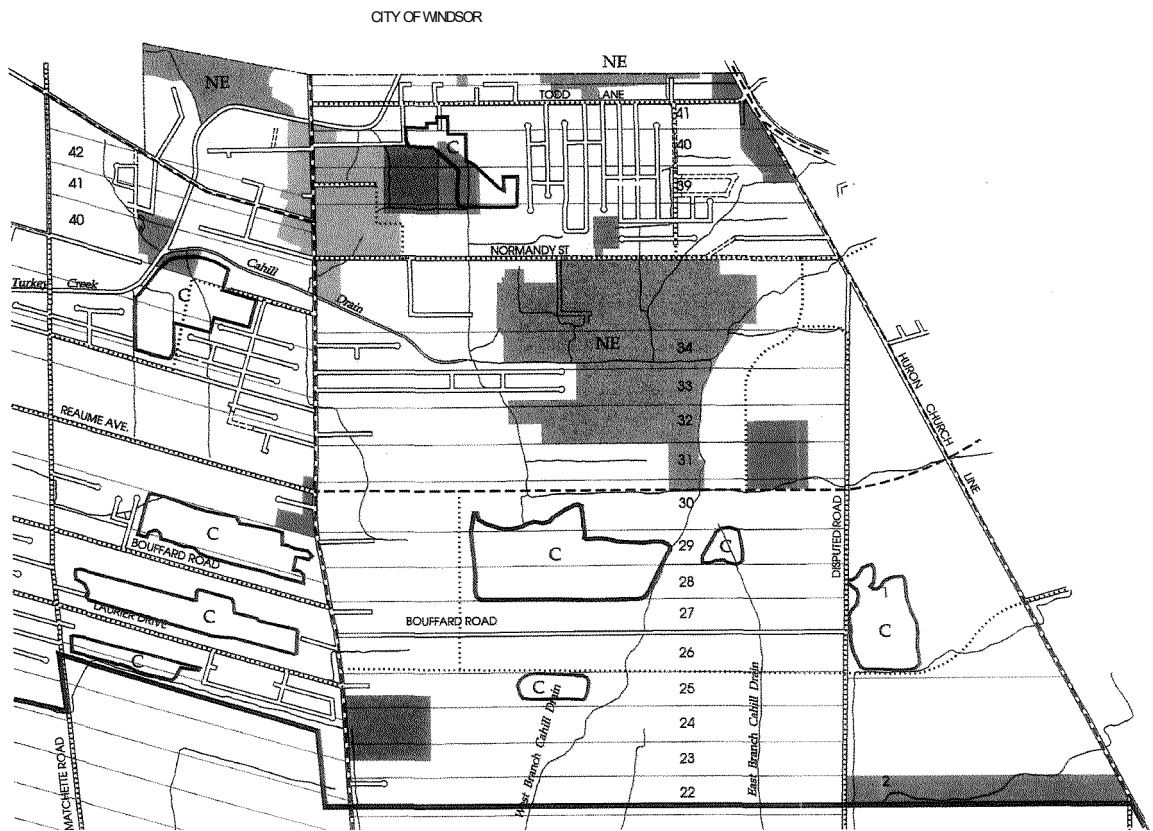 CITY OF WINDSOR
NE
NE
TODD LANE
41
42
40
C
41
39
40
NORMANDY ST
Cahill
Turkey Creek
C
Drain
NE
34
33
HURON CHURCH LINE
REAUME AVE.
32
31
30
C
C
C
29
BOUFFARD ROAD
DISPUTED ROAD
28
1
C
27
LAURIER DRIVE
BOUFFARD ROAD
C
C
26
C
25
West Branch Cahill Drain
East Branch Cahill Drain
24
MATCHETTE ROAD
23
2
22